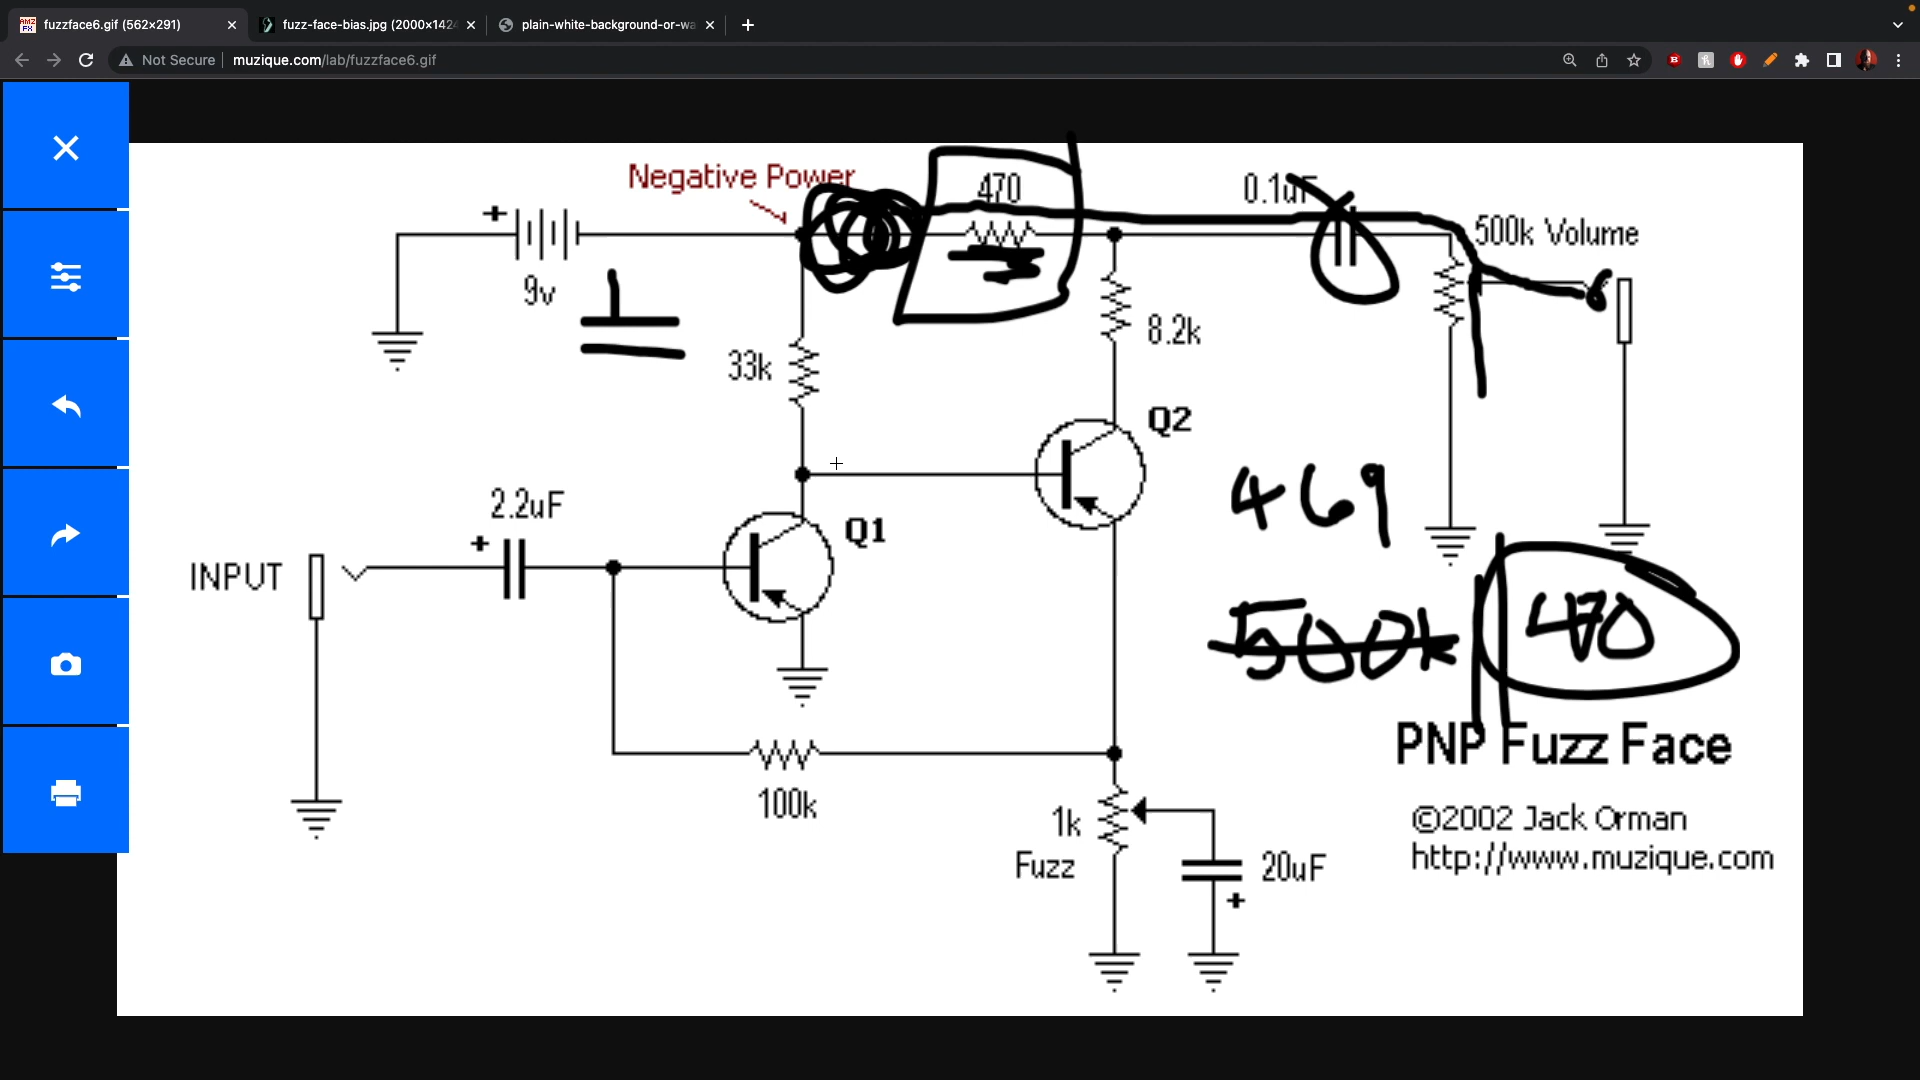 fuzzface6.gif (562×291)
fuzz-face-bias.jpg (2000×1424
plain-white-background-or-wa
Not Secure
muzique.com/lab/fuzzface6.gif
Negative Power
470
0.1uF
500k Volume
9v
33k
8.2k
Q2
2.2uF
Q1
INPUT
469
500k
470
PNP Fuzz Face
100k
1k
Fuzz
20uF
©2002 Jack Orman
http://www.muzique.com